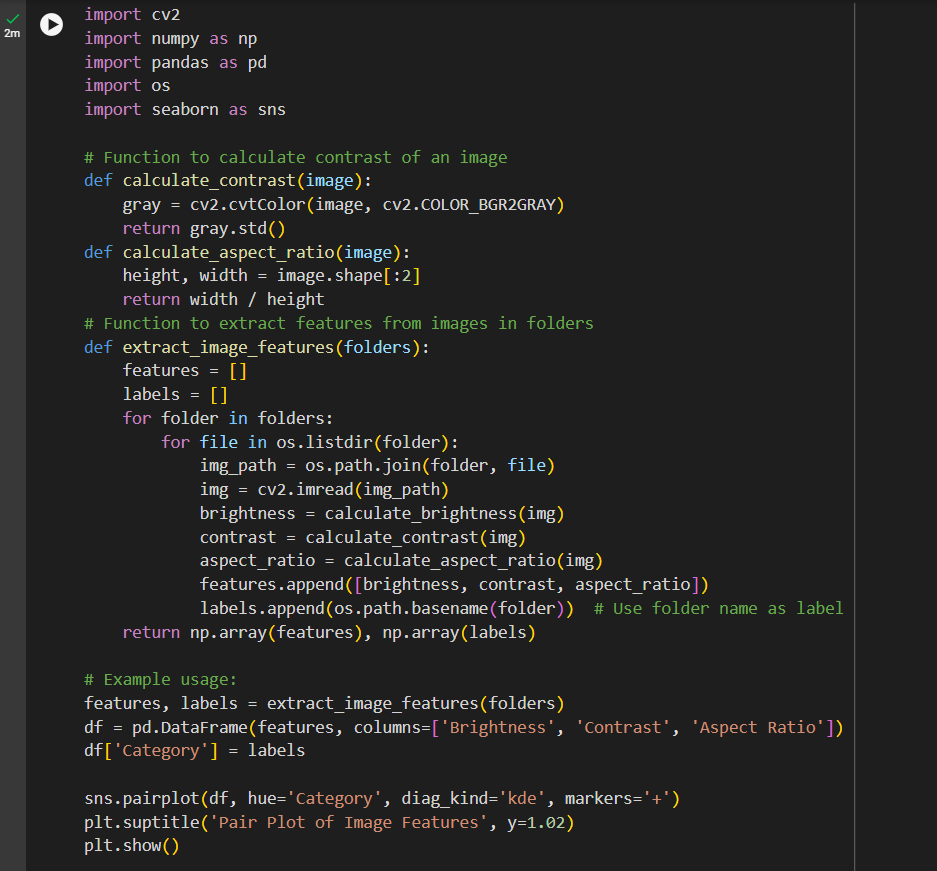 import cv2
2m
import numpy as np
import pandas as pd
import os
import seaborn as sns

# Function to calculate contrast of an image
def calculate_contrast(image):
    gray = cv2.cvtColor(image, cv2.COLOR_BGR2GRAY)
    return gray.std()
def calculate_aspect_ratio(image):
    height, width = image.shape[:2]
    return width / height
# Function to extract features from images in folders
def extract_image_features(folders):
    features = []
    labels = []
    for folder in folders:
        for file in os.listdir(folder):
            img_path = os.path.join(folder, file)
            img = cv2.imread(img_path)
            brightness = calculate_brightness(img)
            contrast = calculate_contrast(img)
            aspect_ratio = calculate_aspect_ratio(img)
            features.append([brightness, contrast, aspect_ratio])
            labels.append(os.path.basename(folder))  # Use folder name as label
    return np.array(features), np.array(labels)

# Example usage:
features, labels = extract_image_features(folders)
df = pd.DataFrame(features, columns=['Brightness', 'Contrast', 'Aspect Ratio'])
df['Category'] = labels

sns.pairplot(df, hue='Category', diag_kind='kde', markers='+')
plt.suptitle('Pair Plot of Image Features', y=1.02)
plt.show()